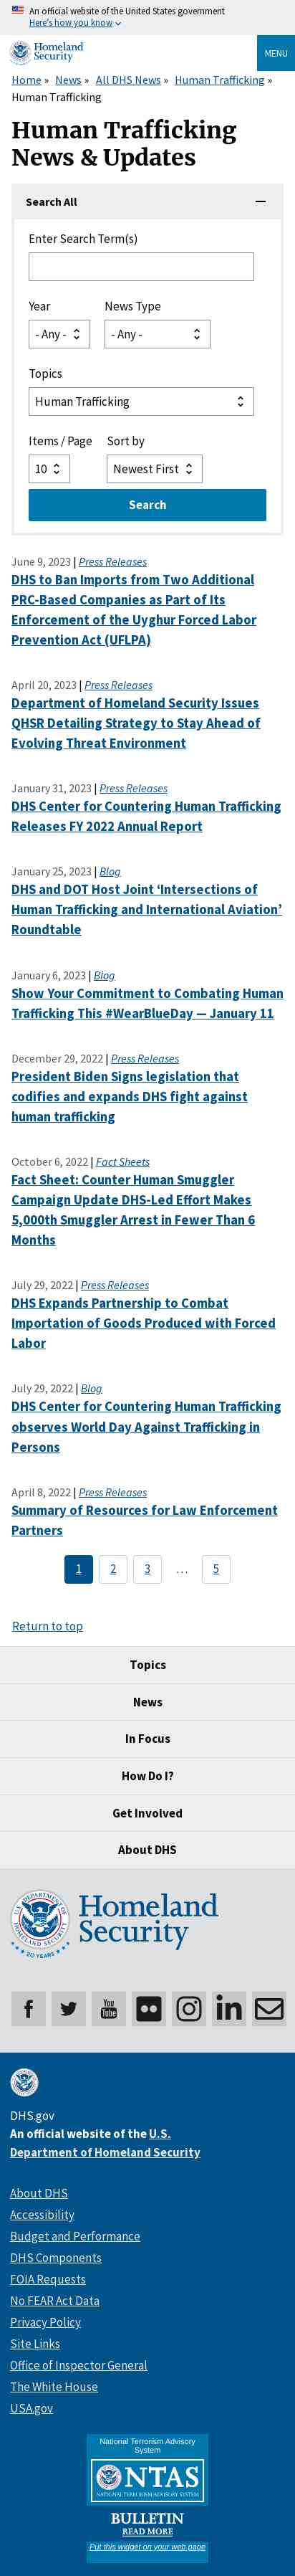 An official website of the United States government
Here's how you know
Homeland
Security
MENU
Home » News » All DHS News » Human Trafficking »
Human Trafficking
Human Trafficking
News & Updates
Search All
Enter Search Term(s)
Year News Type
- Any - - Any -
Topics
Human Trafficking
Items / Page Sort by
10 Newest First
Search
June 9, 2023 | Press Releases
DHS to Ban Imports from Two Additional
PRC-Based Companies as Part of Its
Enforcement of the Uyghur Forced Labor
Prevention Act (UFLPA)
April 20, 2023 | Press Releases
Department of Homeland Security Issues
QHSR Detailing Strategy to Stay Ahead of
Evolving Threat Environment
January 31, 2023 | Press Releases
DHS Center for Countering Human Trafficking
Releases FY 2022 Annual Report
January 25, 2023 | Blog
DHS and DOT Host Joint ‘Intersections of
Human Trafficking and International Aviation’
Roundtable
January 6, 2023 | Blog
Show Your Commitment to Combating Human
Trafficking This #WearBlueDay — January 11
December 29, 2022 | Press Releases
President Biden Signs legislation that
codifies and expands DHS fight against
human trafficking
October 6, 2022 | Fact Sheets
Fact Sheet: Counter Human Smuggler
Campaign Update DHS-Led Effort Makes
5,000th Smuggler Arrest in Fewer Than 6
Months
July 29, 2022 | Press Releases
DHS Expands Partnership to Combat
Importation of Goods Produced with Forced
Labor
July 29, 2022 | Blog
DHS Center for Countering Human Trafficking
observes World Day Against Trafficking in
Persons
April 8, 2022 | Press Releases
Summary of Resources for Law Enforcement
Partners
1 2 3 … 5
Return to top
Topics
News
In Focus
How Do I?
Get Involved
About DHS
Homeland
Security
20 YEARS
You Tube
DHS.gov
An official website of the U.S.
Department of Homeland Security
About DHS
Accessibility
Budget and Performance
DHS Components
FOIA Requests
No FEAR Act Data
Privacy Policy
Site Links
Office of Inspector General
The White House
USA.gov
National Terrorism Advisory
System
NTAS
NATIONAL TERRORISM ADVISORY SYSTEM
BULLETIN
READ MORE
Put this widget on your web page